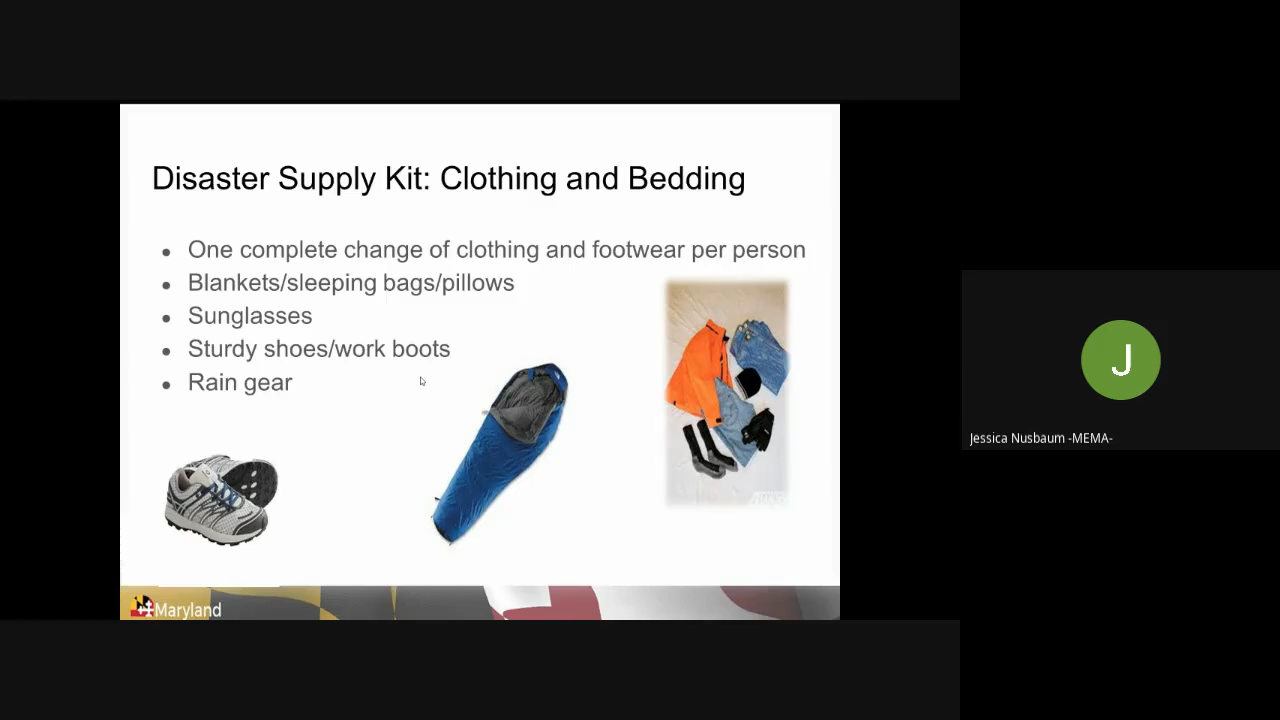 Disaster Supply Kit: Clothing and Bedding
One complete change of clothing and footwear per person
Blankets/sleeping bags/pillows
Sunglasses
Sturdy shoes/work boots
Rain gear
Maryland
J
Jessica Nusbaum -MEMA-